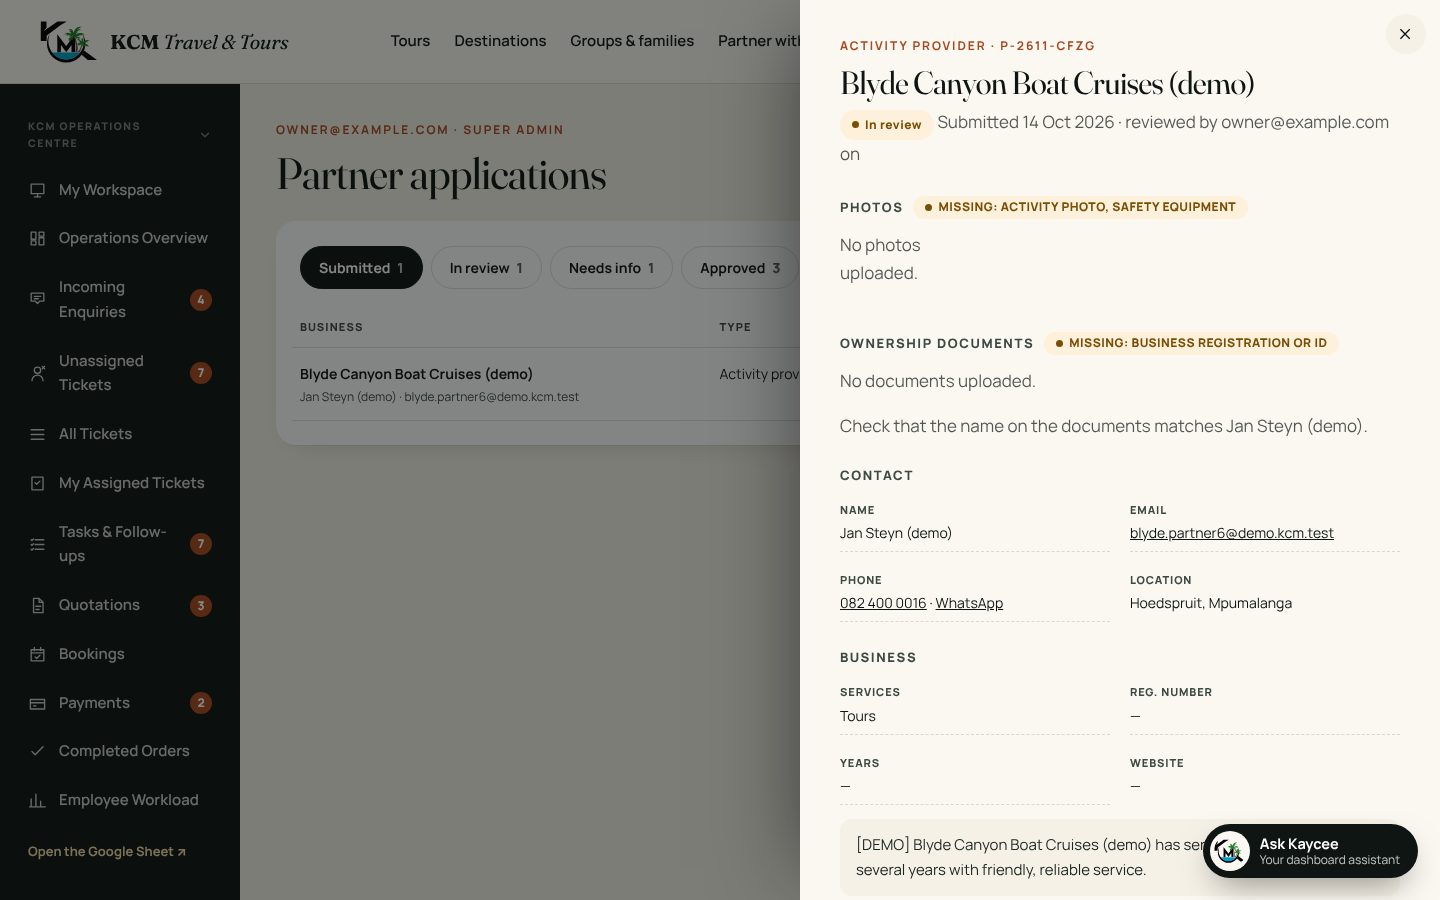 KCM Travel & Tours
Tours
Destinations
Groups & families
Partner with
KCM OPERATIONS
CENTRE
My Workspace
Operations Overview
Incoming
Enquiries
4
Unassigned
Tickets
7
All Tickets
My Assigned Tickets
Tasks & Follow-
ups
7
Quotations
3
Bookings
Payments
2
Completed Orders
Employee Workload
Open the Google Sheet ↗
OWNER@EXAMPLE.COM · SUPER ADMIN
Partner applications
Submitted 1
In review 1
Needs info 1
Approved 3
BUSINESS
TYPE
Blyde Canyon Boat Cruises (demo)
Activity prov
Jan Steyn (demo) · blyde.partner6@demo.kcm.test
ACTIVITY PROVIDER · P-2611-CFZG
Blyde Canyon Boat Cruises (demo)
In review Submitted 14 Oct 2026 · reviewed by owner@example.com
on
PHOTOS
MISSING: ACTIVITY PHOTO, SAFETY EQUIPMENT
No photos
uploaded.
OWNERSHIP DOCUMENTS
MISSING: BUSINESS REGISTRATION OR ID
No documents uploaded.
Check that the name on the documents matches Jan Steyn (demo).
CONTACT
NAME
EMAIL
Jan Steyn (demo)
blyde.partner6@demo.kcm.test
PHONE
LOCATION
082 400 0016 · WhatsApp
Hoedspruit, Mpumalanga
BUSINESS
SERVICES
REG. NUMBER
Tours
—
YEARS
WEBSITE
—
—
[DEMO] Blyde Canyon Boat Cruises (demo) has
several years with friendly, reliable service.
Ask Kaycee
Your dashboard assistant